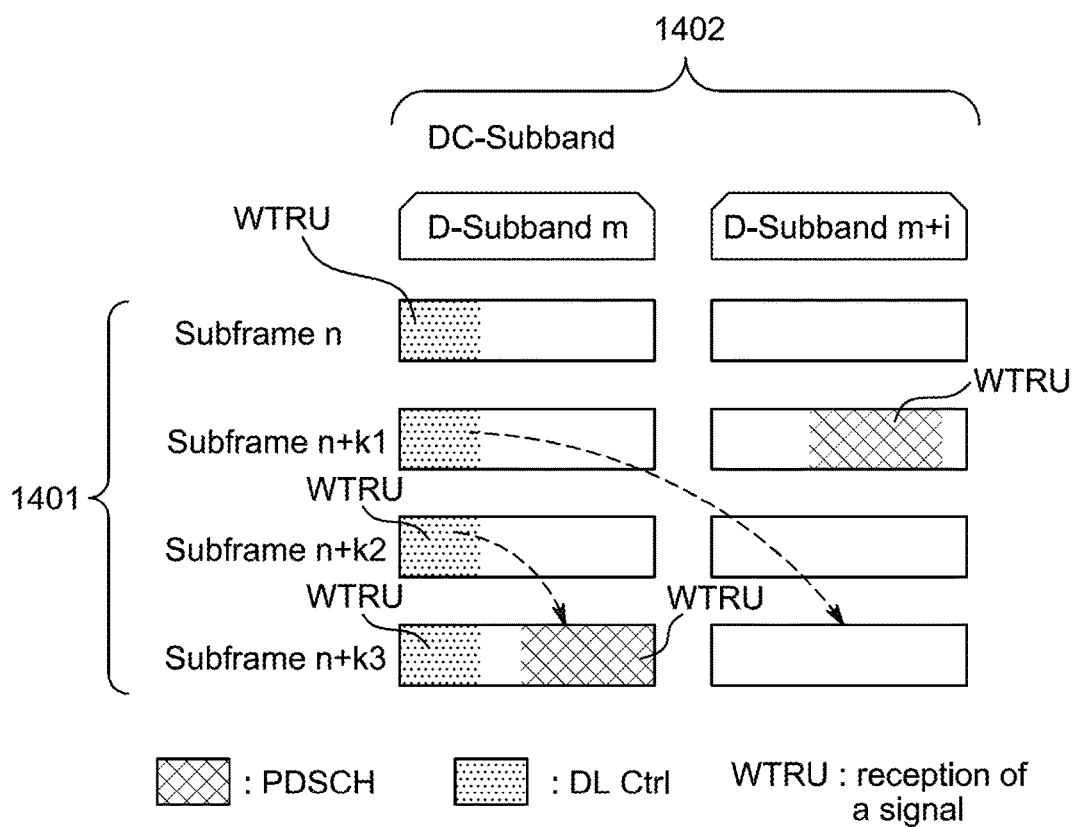 1402
DC-Subband
WTRU
D-Subband m
D-Subband m+i
Subframe n
WTRU
Subframe n+k1
1401
WTRU
Subframe n+k2
WTRU
WTRU
Subframe n+k3
: PDSCH
: DL Ctrl
WTRU : reception of
a signal